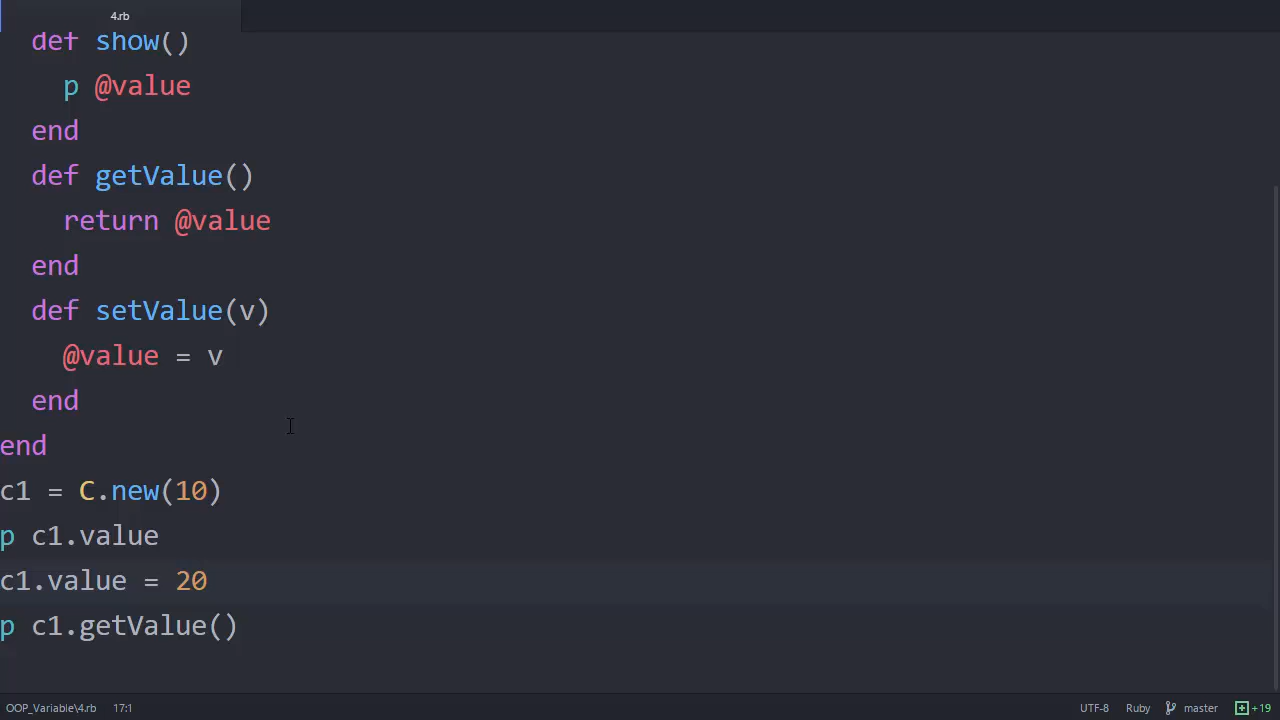 4.rb
def show()
p @value
end
def getValue()
return @value
end
def setValue(v)
@value = v
end
end
c1 = C.new(10)
p c1.value
c1.value = 20
p c1.getValue()
OOP_Variable\4.rb 17:1 UTF-8 Ruby master +19